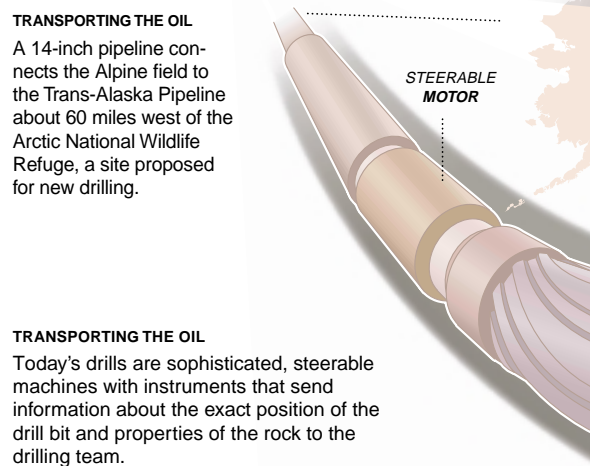 TRANSPORTING THE OIL
A 14-inch pipeline con-
nects the Alpine field to
the Trans-Alaska Pipeline
about 60 miles west of the
Arctic National Wildlife
Refuge, a site proposed
for new drilling.
STEERABLE
MOTOR
TRANSPORTING THE OIL
Today’s drills are sophisticated, steerable
machines with instruments that send
information about the exact position of the
drill bit and properties of the rock to the
drilling team.